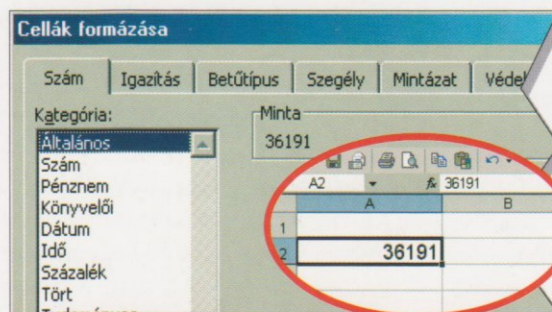 Cellák formázása
Szám Igazítás Betűtípus Szegély Mintázat
Kategória:
Általános
Szám
Pénznem
Könyvelői
Dátum
Idő
Százalék
Tört
Minta
36191
A2 fx 36191
A B
1
2 36191